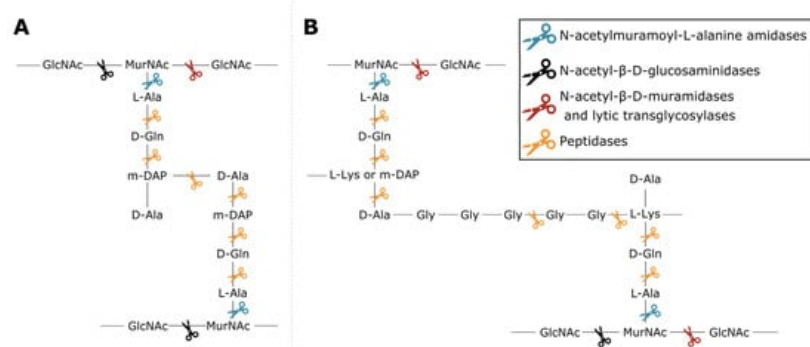 A
GlcNAc MurNAc GlcNAc
L-Ala
D-Gln
m-DAP D-Ala
D-Ala m-DAP
D-Gln
L-Ala
GlcNAc MurNAc
B
MurNAc GlcNAc
L-Ala
D-Gln
L-Lys or m-DAP D-Ala
D-Ala Gly Gly Gly Gly Gly L-Lys
D-Gln
L-Ala
GlcNAc MurNAc GlcNAc
N-acetylmuramoyl-L-alanine amidases
N-acetyl-β-D-glucosaminidases
N-acetyl-β-D-muramidases
and lytic transglycosylases
Peptidases